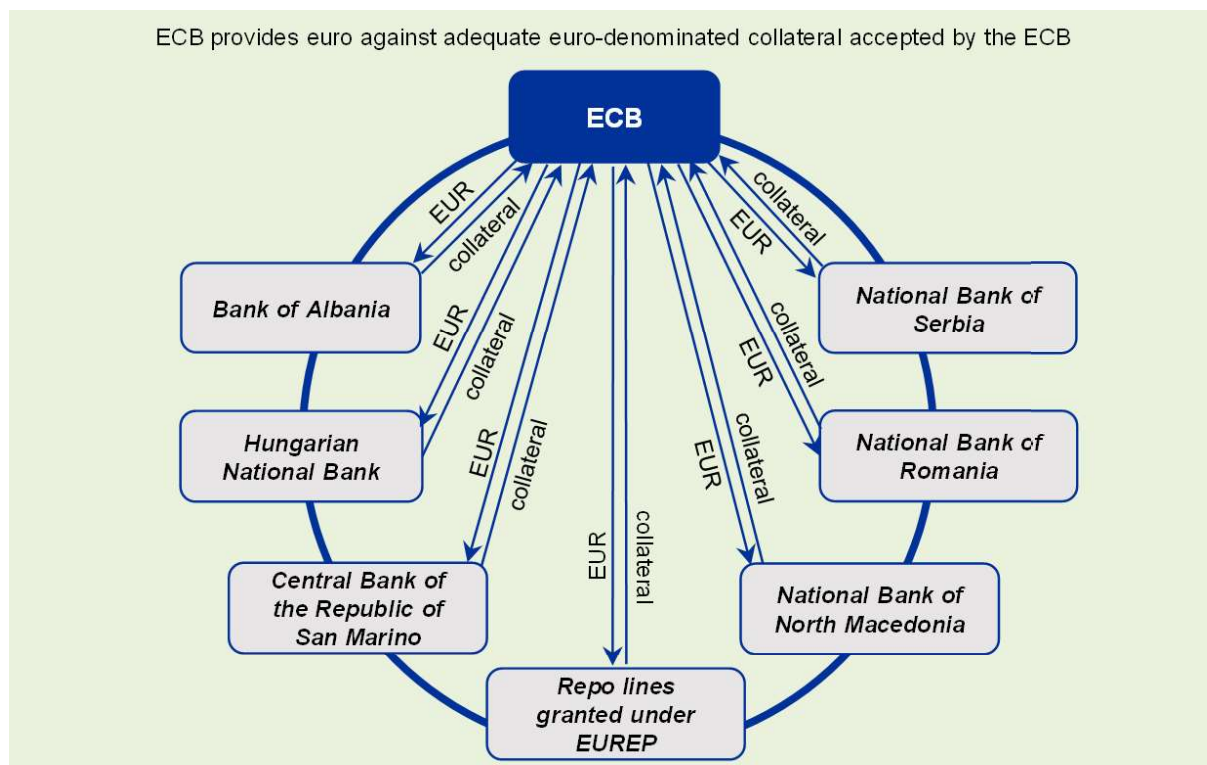 ECB provides euro against adequate euro-denominated collateral accepted by the ECB
ECB
EUR
collateral
collateral
EUR
Bank of Albania
National Bank of
Serbia
EUR
collateral
collateral
EUR
Hungarian
National Bank
National Bank of
Romania
EUR
collateral
EUR
collateral
collateral
EUR
Central Bank of
the Republic of
San Marino
National Bank of
North Macedonia
Repo lines
granted under
EUREP